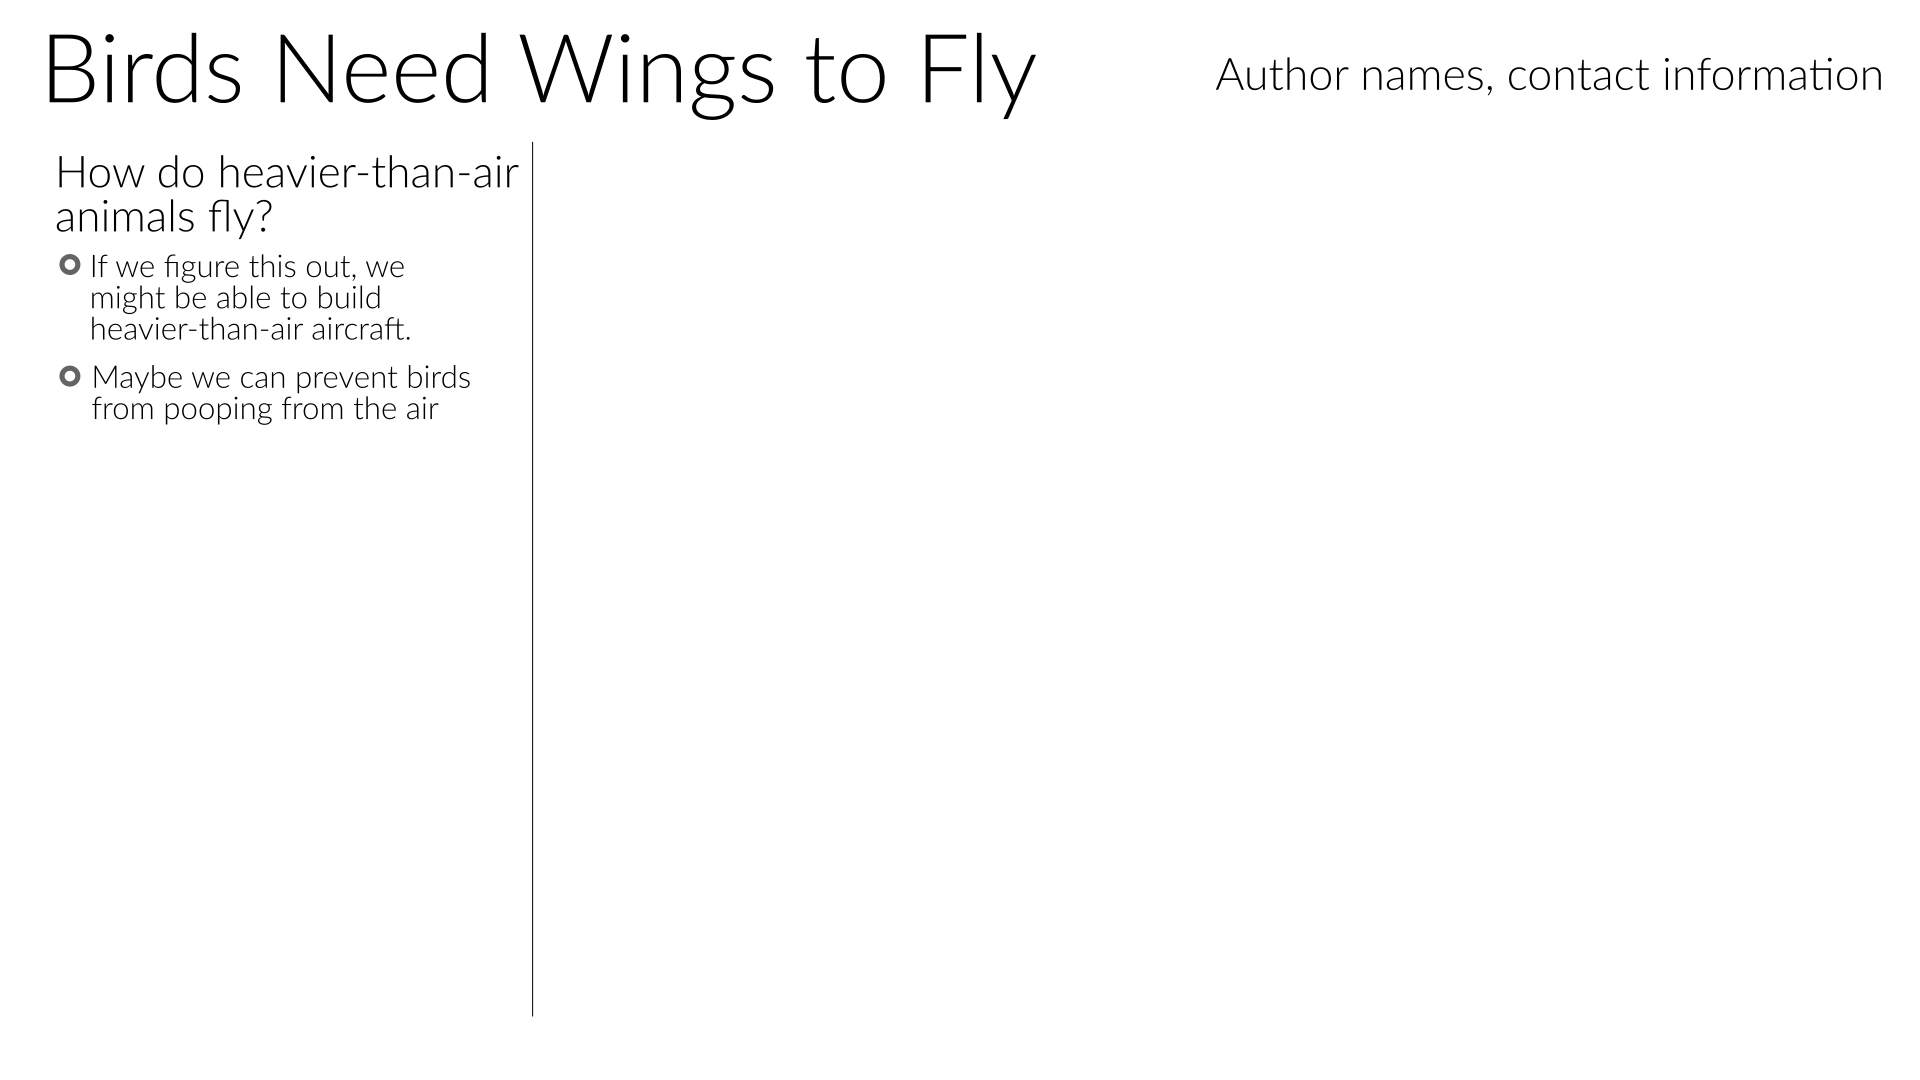 Birds Need Wings to Fly
Author names, contact information
How do heavier-than-air
animals fly?
If we figure this out, we
might be able to build
heavier-than-air aircraft.
Maybe we can prevent birds
from pooping from the air